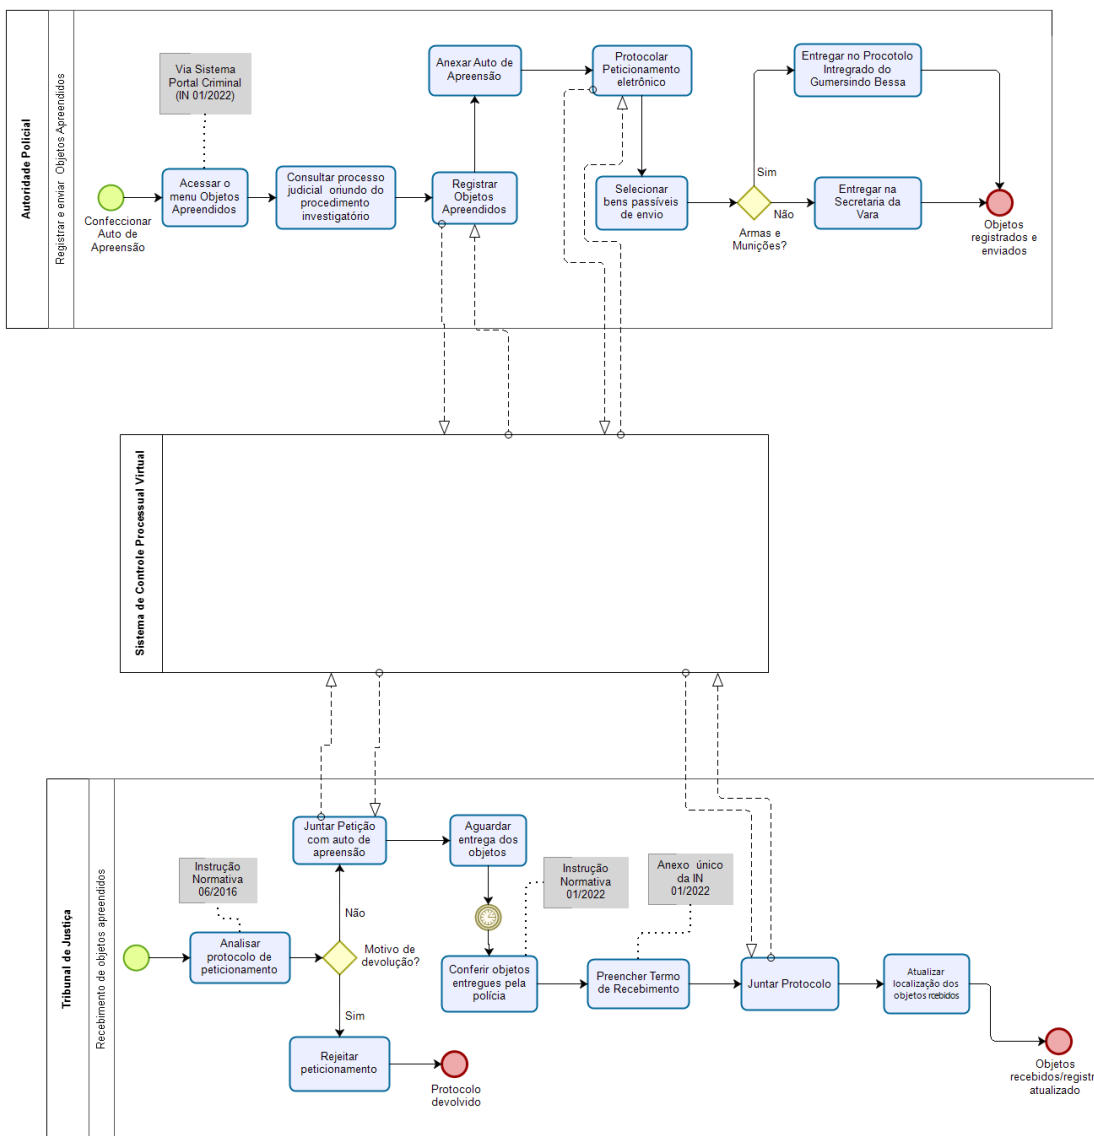 Autoridade Policial
Registrar e enviar Objetos Apreendidos
Via Sistema
Portal Criminal
(IN 01/2022)
Confeccionar
Auto de
Apreensão
Acessar o
menu Objetos
Apreendidos
Consultar processo
judicial oriundo do
procedimento
investigatório
Registrar
Objetos
Apreendidos
Anexar Auto de
Apreensão
Protocolar
Peticionamento
eletrônico
Selecionar
bens passíveis
de envio
Armas e
Munições?
Sim
Não
Entregar no Procotolo
Intregrado do
Gumersindo Bessa
Entregar na
Secretaria da
Vara
Objetos
registrados e
enviados
Sistema de Controle Processual Virtual
Tribunal de Justiça
Recebimento de objetos apreendidos
Instrução
Normativa
06/2016
Analisar
protocolo de
peticionamento
Motivo de
devolução?
Não
Sim
Juntar Petição
com auto de
apreensão
Rejeitar
peticionamento
Protocolo
devolvido
Aguardar
entrega dos
objetos
Instrução
Normativa
01/2022
Conferir objetos
entregues pela
polícia
Anexo único
da IN
01/2022
Preencher Termo
de Recebimento
Juntar Protocolo
Atualizar
localização dos
objetos rcebidos
Objetos
recebidos/registr
atualizado